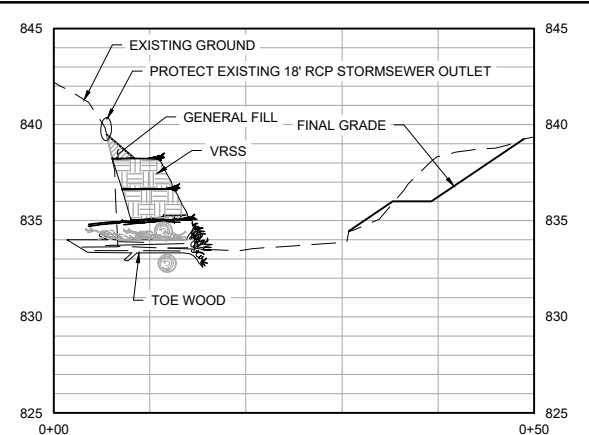 845 845
EXISTING GROUND
PROTECT EXISTING 18' RCP STORMSEWER OUTLET
840 840
GENERAL FILL
FINAL GRADE
VRSS
835 835
830 830
TOE WOOD
825 825
0+00 0+50